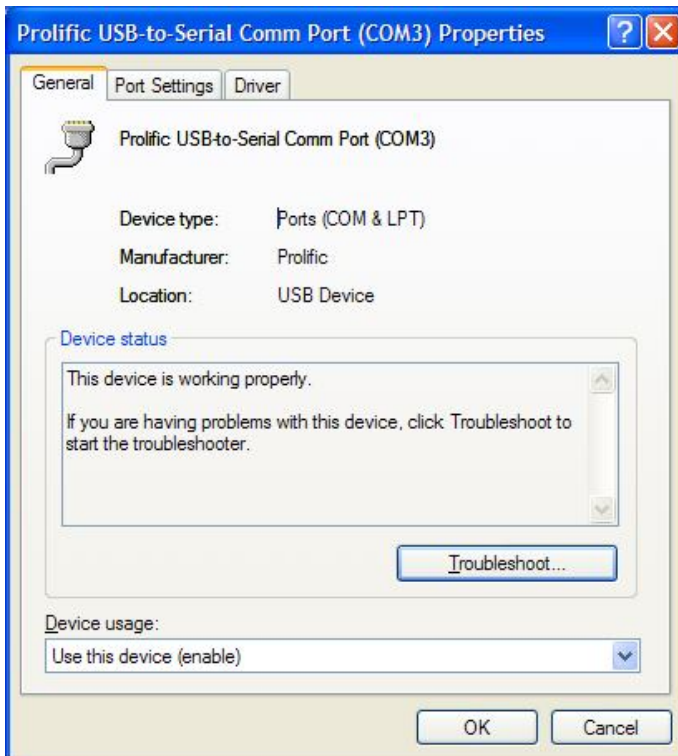 Prolific USB-to-Serial Comm Port (COM3) Properties
General
Port Settings
Driver
Prolific USB-to-Serial Comm Port (COM3)
Device type: Ports (COM & LPT)
Manufacturer: Prolific
Location: USB Device
Device status
This device is working properly.
If you are having problems with this device, click Troubleshoot to
start the troubleshooter.
Troubleshoot...
Device usage:
Use this device (enable)
OK
Cancel